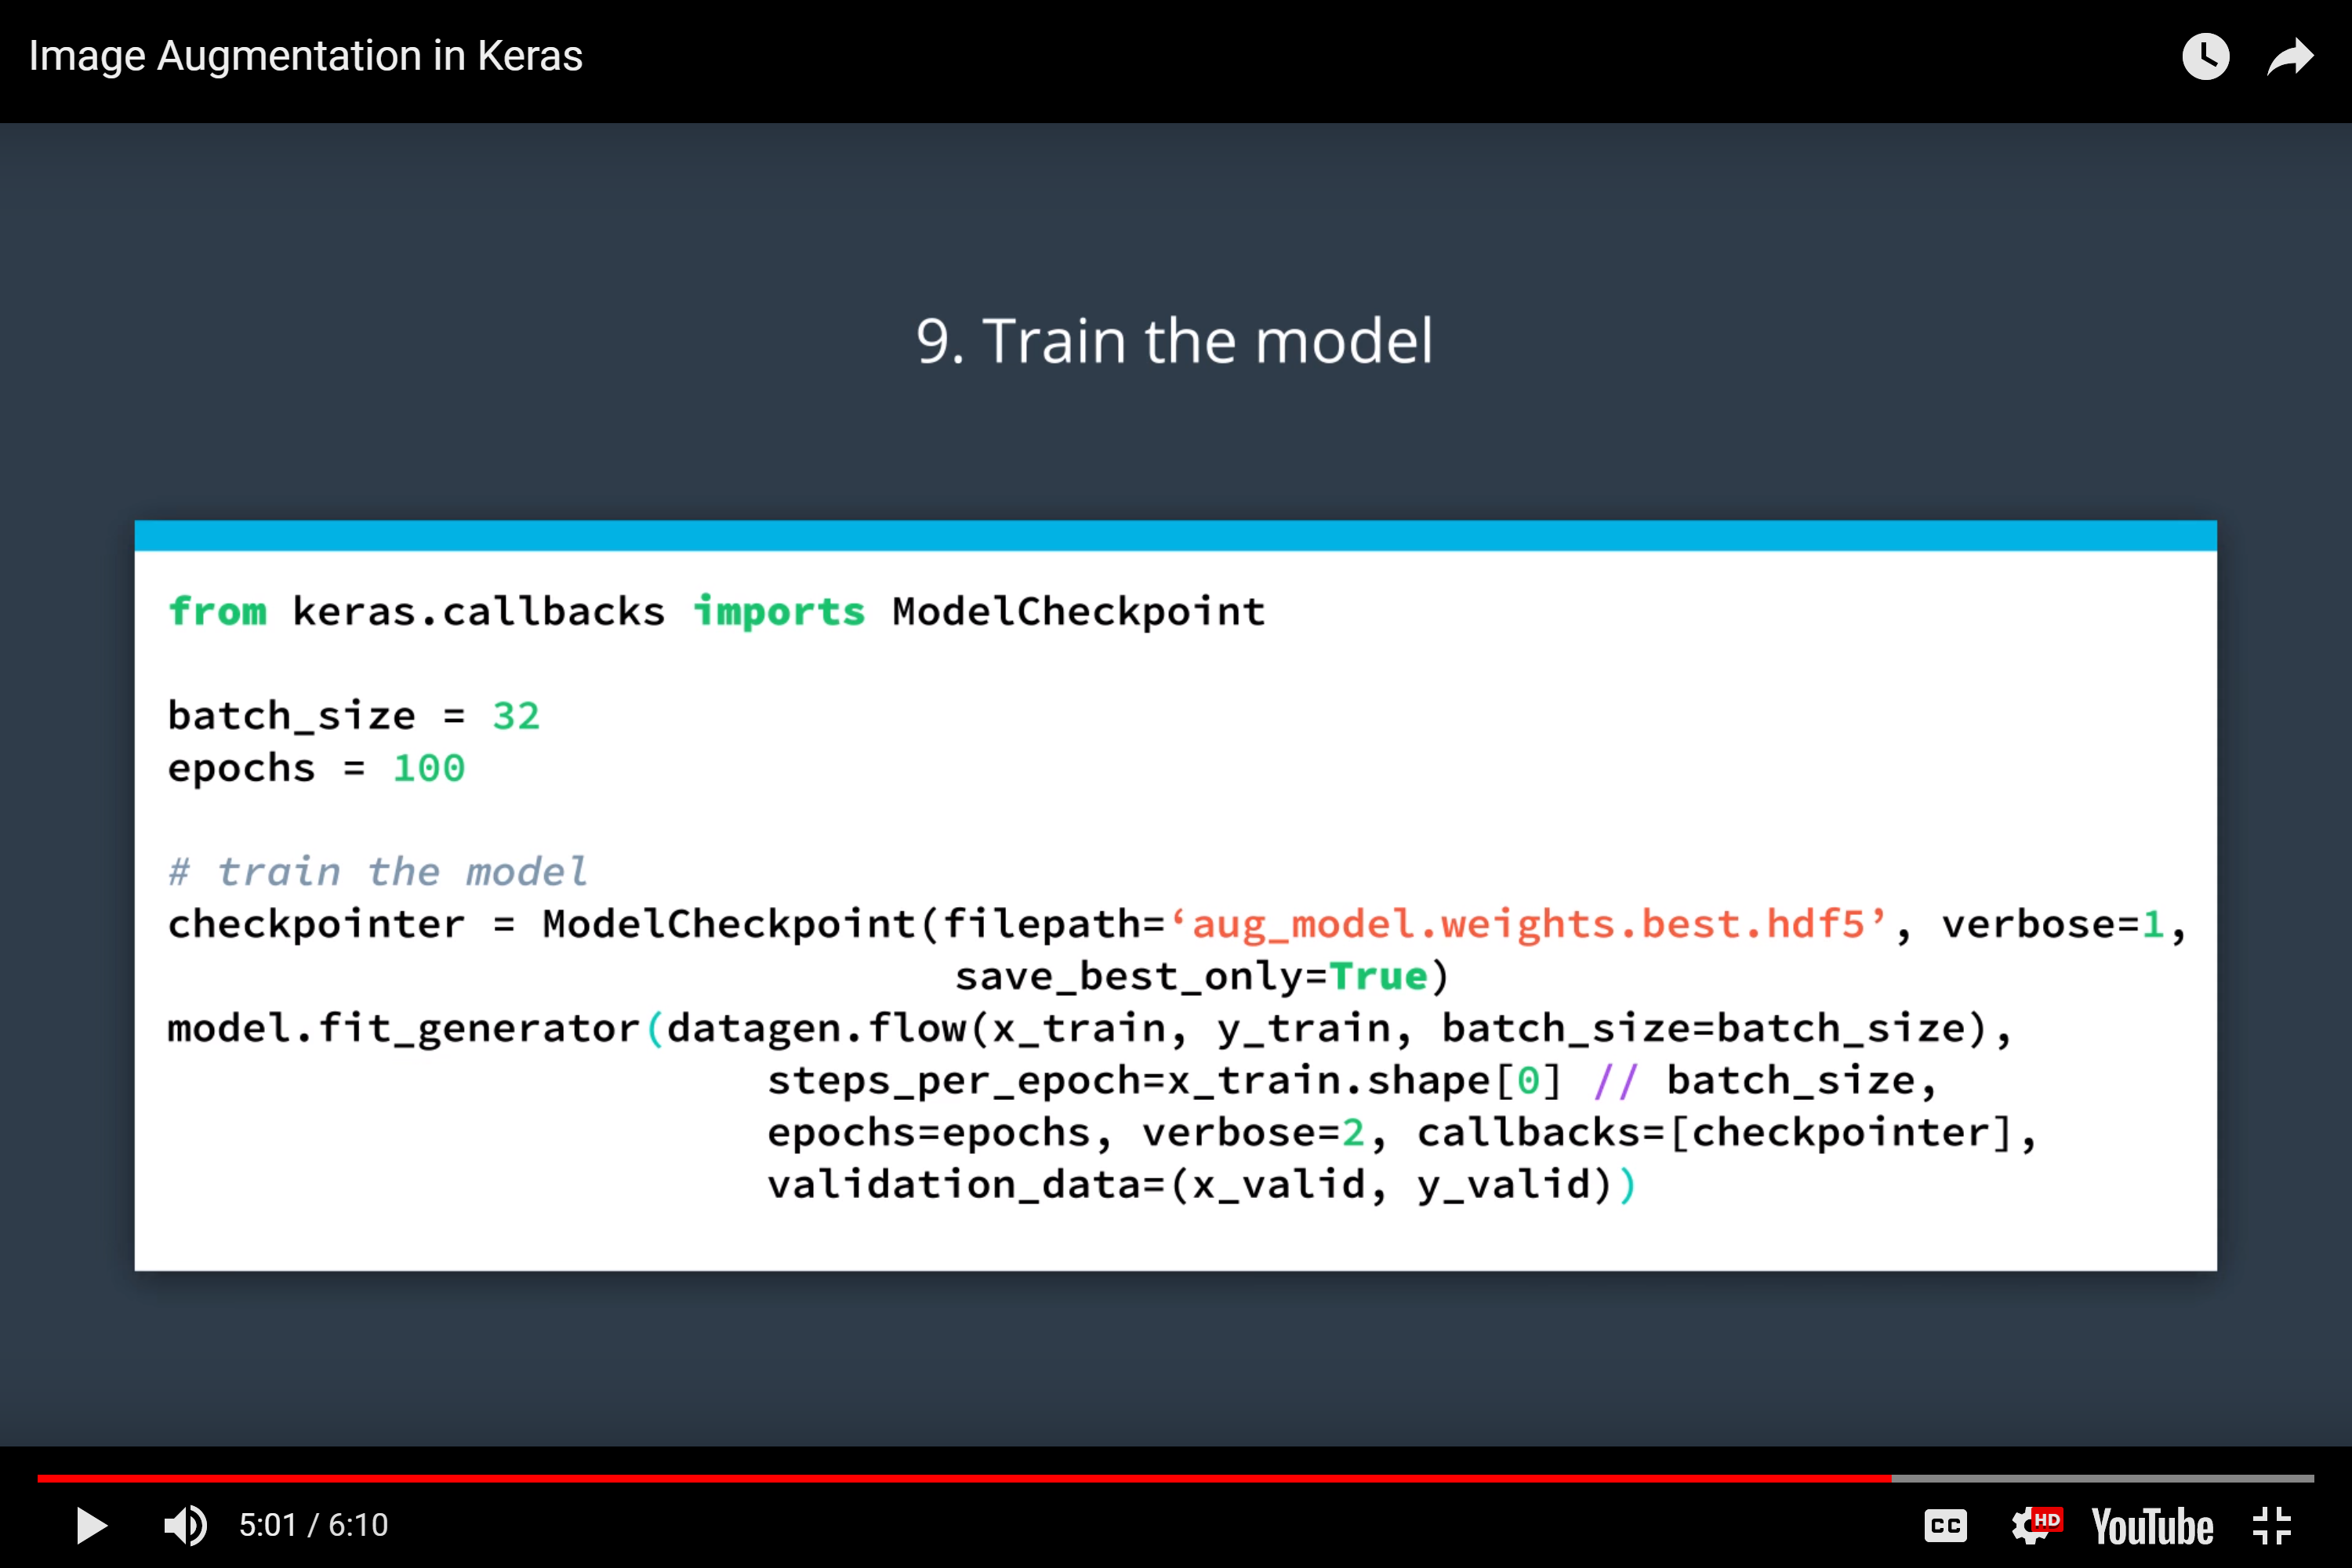 Image Augmentation in Keras
9. Train the model
from keras.callbacks imports ModelCheckpoint
batch_size = 32
epochs = 100
# train the model
checkpointer = ModelCheckpoint(filepath=‘aug_model.weights.best.hdf5’, verbose=1,
save_best_only=True)
model.fit_generator(datagen.flow(x_train, y_train, batch_size=batch_size),
steps_per_epoch=x_train.shape[0] // batch_size,
epochs=epochs, verbose=2, callbacks=[checkpointer],
validation_data=(x_valid, y_valid))
5:01 / 6:10
CC
HD
YouTube